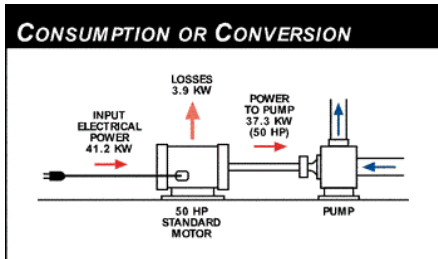 CONSUMPTION OR CONVERSION
LOSSES
3.9 KW
INPUT
ELECTRICAL
POWER
41.2 KW
POWER
TO PUMP
37.3 KW
(50 HP)
50 HP
STANDARD
MOTOR
PUMP